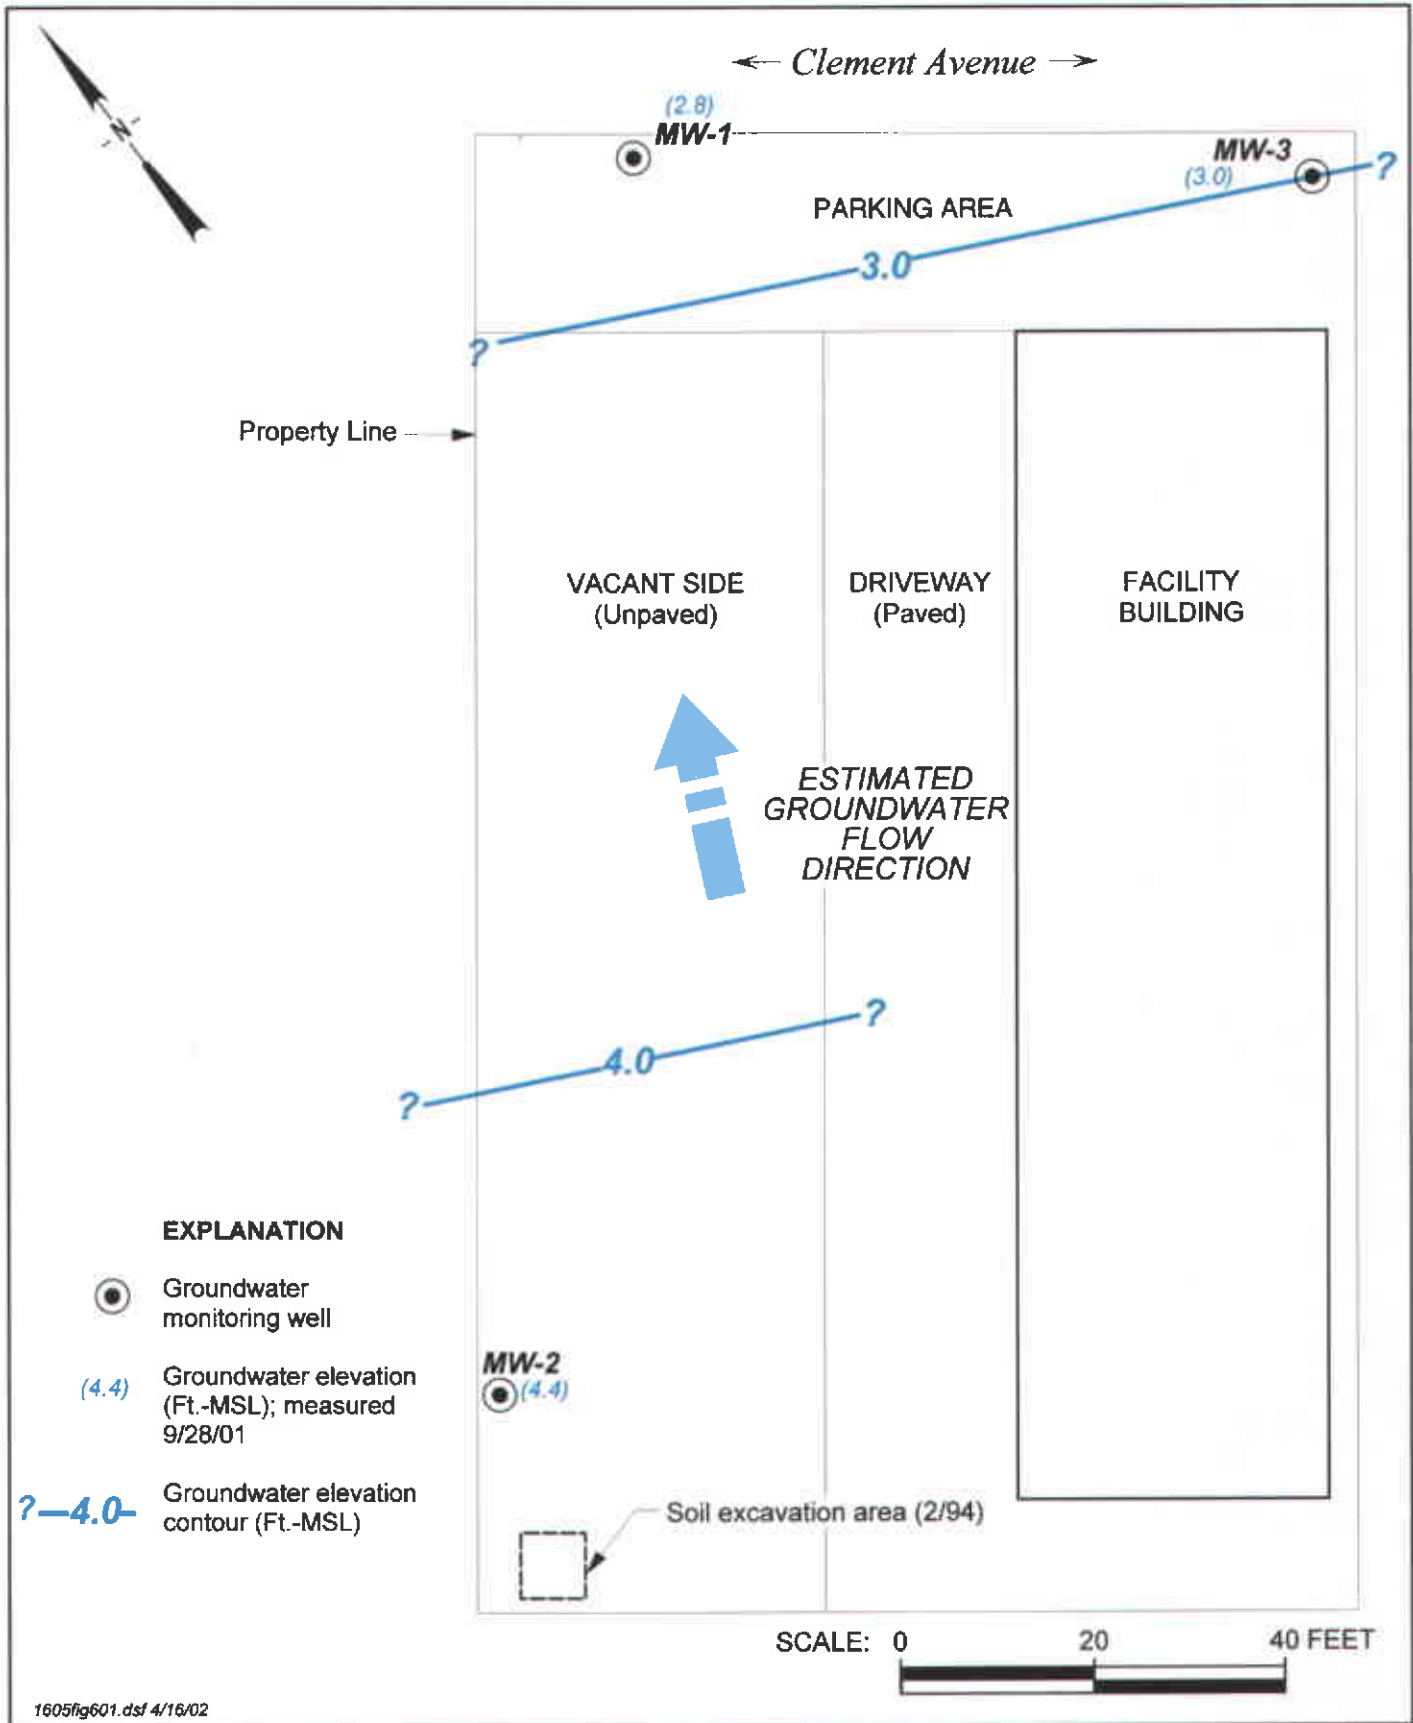 ← Clement Avenue →
(2.8)
MW-1
MW-3
(3.0)
?
N
PARKING AREA
3.0
?
Property Line
VACANT SIDE
(Unpaved)
DRIVEWAY
(Paved)
FACILITY
BUILDING
ESTIMATED
GROUNDWATER
FLOW
DIRECTION
?
4.0
?
EXPLANATION
Groundwater
monitoring well
(4.4)
Groundwater elevation
(Ft.-MSL); measured
9/28/01
?—4.0–
Groundwater elevation
contour (Ft.-MSL)
MW-2
(4.4)
Soil excavation area (2/94)
SCALE: 0 20 40 FEET
1605fig601.dsf 4/16/02